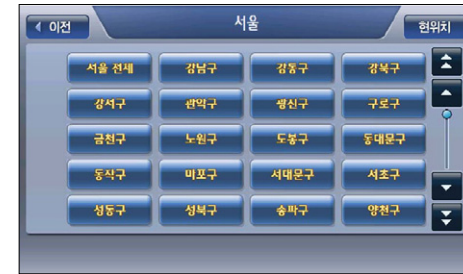 이전 서울 현위치
서울 전체 강남구 강동구 강북구
강서구 관악구 광진구 구로구
금천구 노원구 도봉구 동대문구
동작구 마포구 서대문구 서초구
성동구 성북구 송파구 양천구